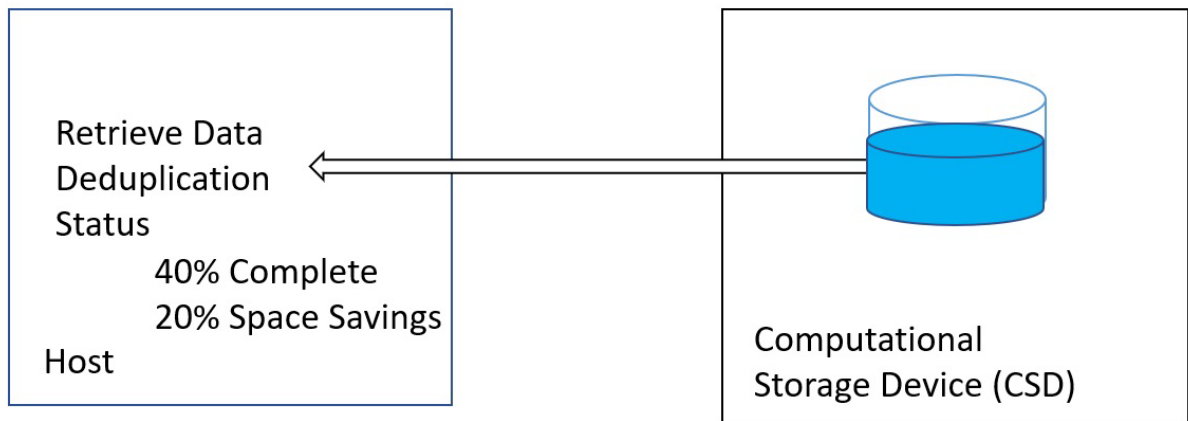 Retrieve Data
Deduplication
Status
40% Complete
20% Space Savings
Host
Computational
Storage Device (CSD)